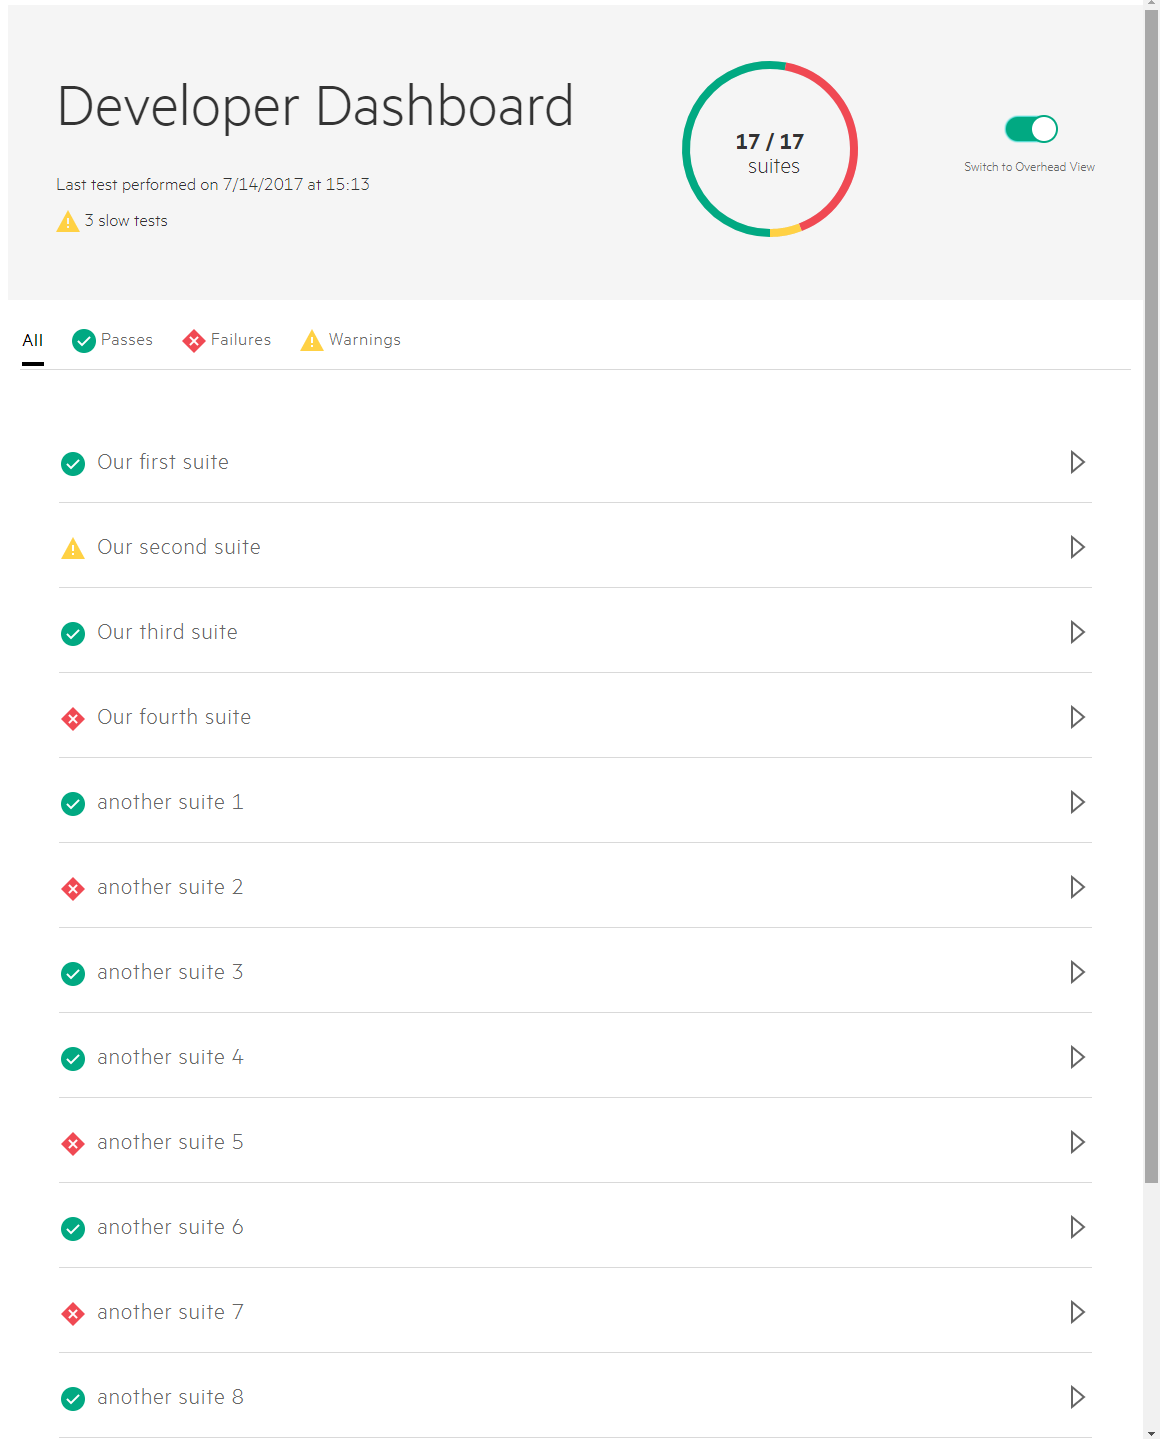 Developer Dashboard
Last test performed on 7/14/2017 at 15:13
3 slow tests
17 / 17
suites
Switch to Overhead View
All
Passes
Failures
Warnings
Our first suite
Our second suite
Our third suite
Our fourth suite
another suite 1
another suite 2
another suite 3
another suite 4
another suite 5
another suite 6
another suite 7
another suite 8